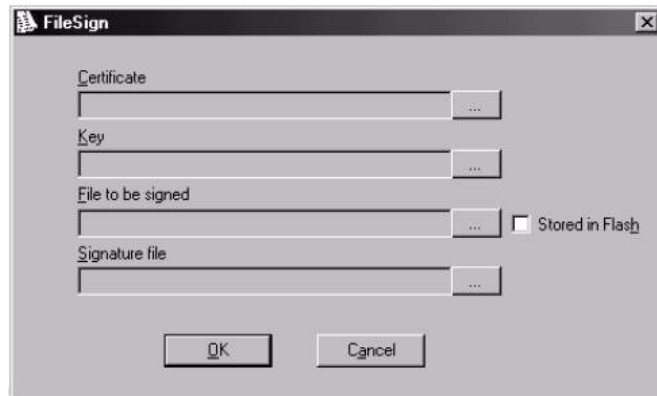 FileSign
Certificate
...
Key
...
File to be signed
... Stored in Flash
Signature file
...
OK Cancel